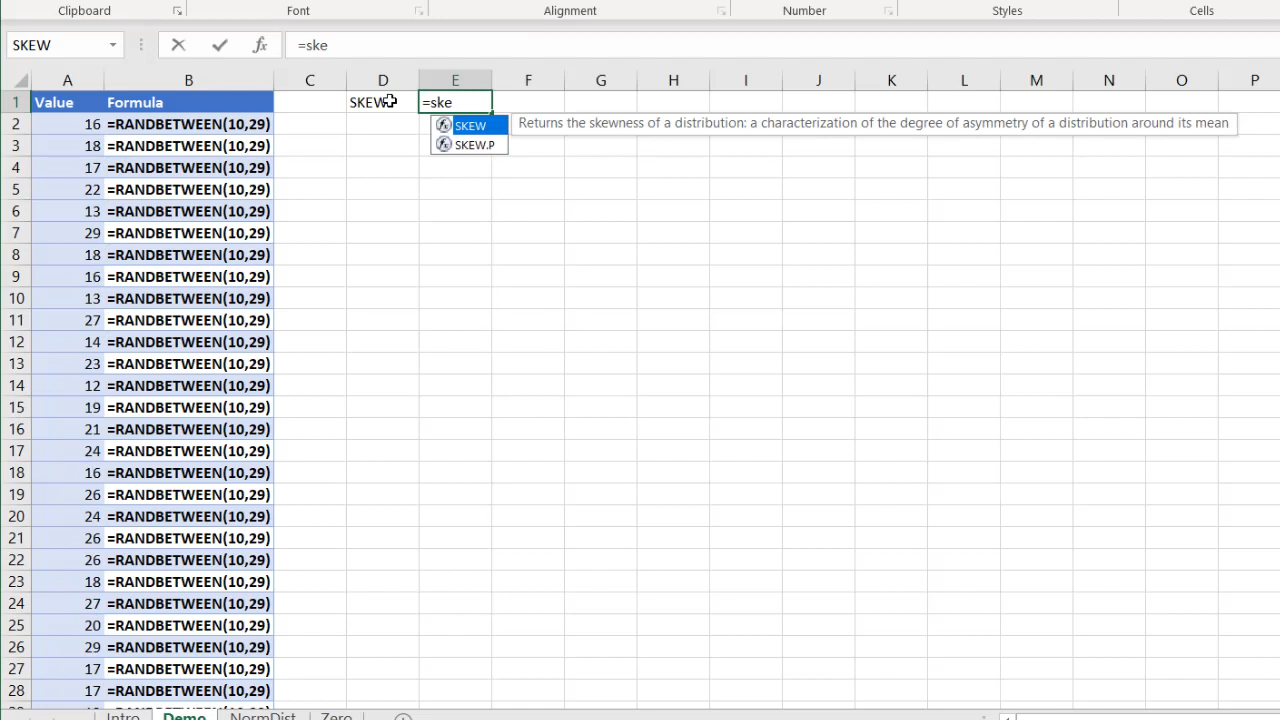 Clipboard Font Alignment Number Styles Cells
SKEW =ske
A B C D E F G H I J K L M N O P
1 Value Formula SKEW =ske
2 16 =RANDBETWEEN(10,29) SKEW Returns the skewness of a distribution: a characterization of the degree of asymmetry of a distribution around its mean
3 18 =RANDBETWEEN(10,29) SKEW.P
4 17 =RANDBETWEEN(10,29)
5 22 =RANDBETWEEN(10,29)
6 13 =RANDBETWEEN(10,29)
7 29 =RANDBETWEEN(10,29)
8 18 =RANDBETWEEN(10,29)
9 16 =RANDBETWEEN(10,29)
10 13 =RANDBETWEEN(10,29)
11 27 =RANDBETWEEN(10,29)
12 14 =RANDBETWEEN(10,29)
13 23 =RANDBETWEEN(10,29)
14 12 =RANDBETWEEN(10,29)
15 19 =RANDBETWEEN(10,29)
16 21 =RANDBETWEEN(10,29)
17 24 =RANDBETWEEN(10,29)
18 16 =RANDBETWEEN(10,29)
19 26 =RANDBETWEEN(10,29)
20 24 =RANDBETWEEN(10,29)
21 26 =RANDBETWEEN(10,29)
22 26 =RANDBETWEEN(10,29)
23 18 =RANDBETWEEN(10,29)
24 27 =RANDBETWEEN(10,29)
25 20 =RANDBETWEEN(10,29)
26 29 =RANDBETWEEN(10,29)
27 17 =RANDBETWEEN(10,29)
28 17 =RANDBETWEEN(10,29)
Intro Demo NormDist Zero